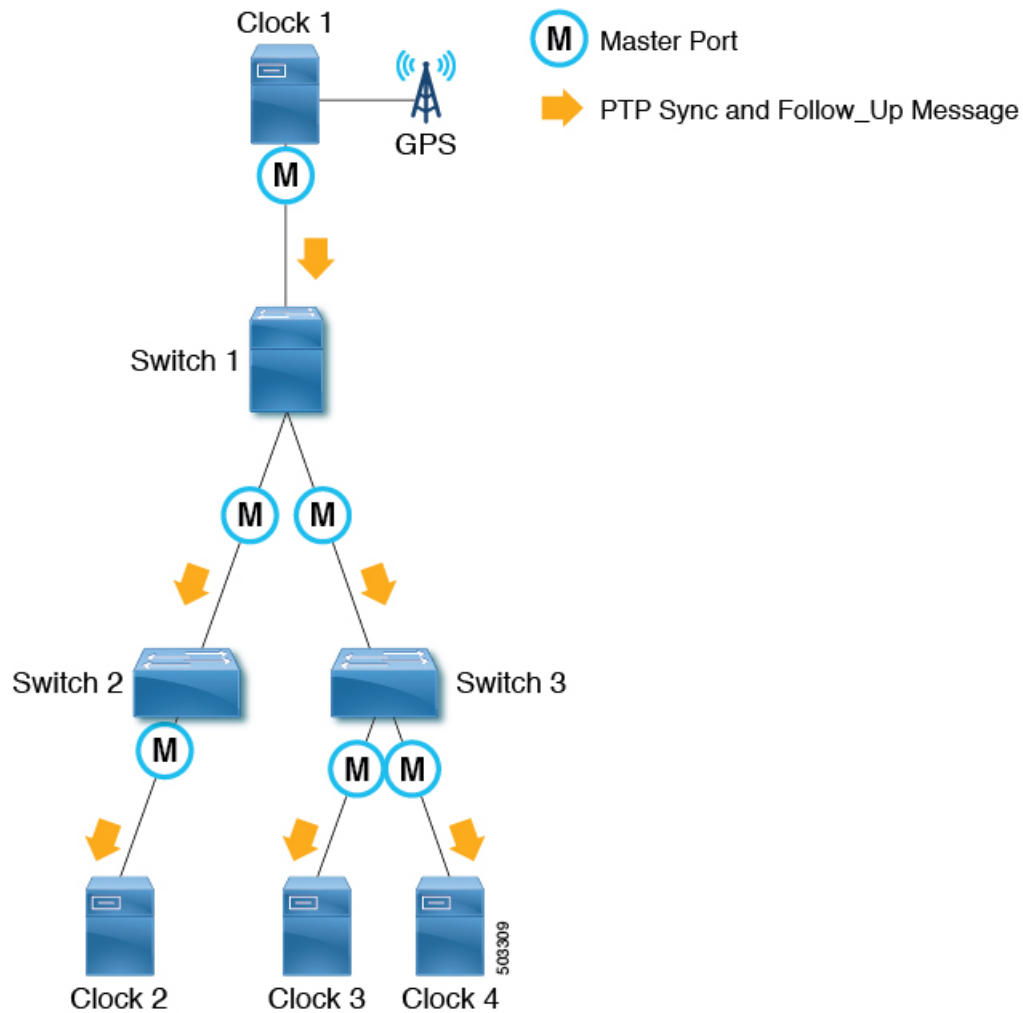 Clock 1
M Master Port
PTP Sync and Follow_Up Message
GPS
M
Switch 1
M M
Switch 2
Switch 3
M
M M
Clock 2
Clock 3
Clock 4
503309